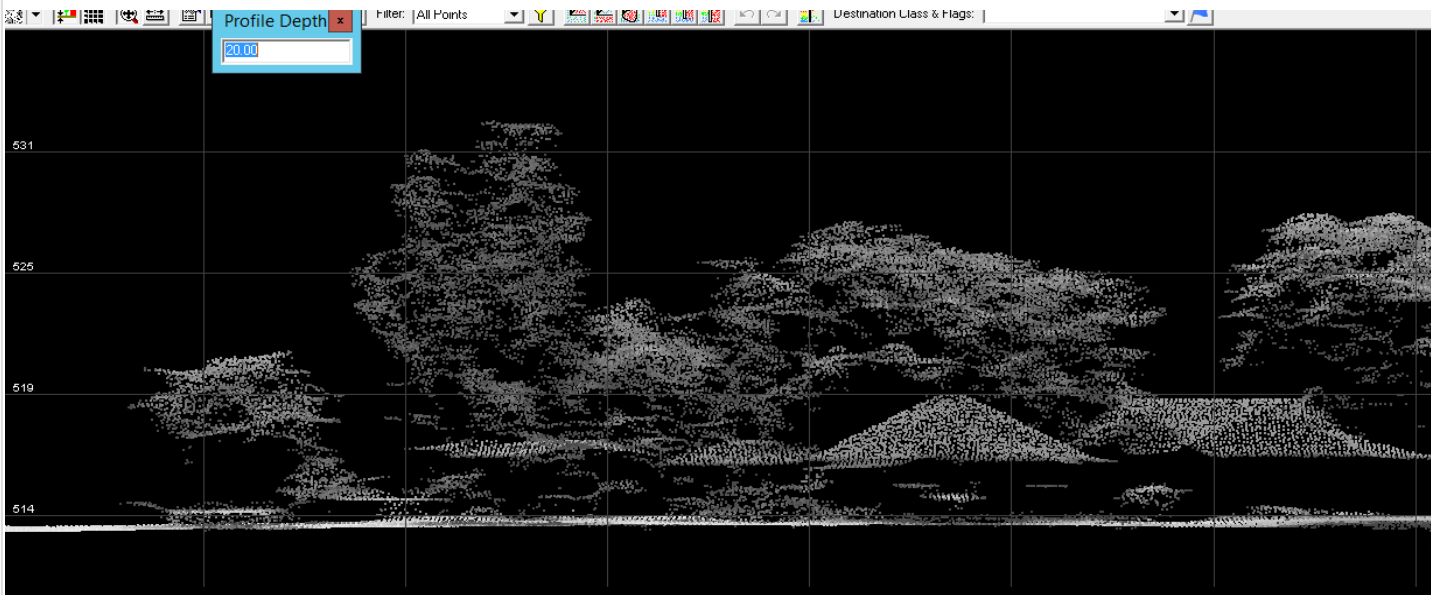 Profile Depth x
Filter: All Points
Destination Class & Flags:
20.00
531
525
519
514